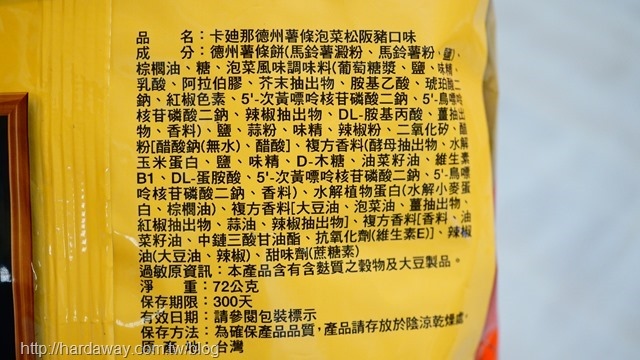 品　　名：卡廸那德州薯條泡菜松阪豬口味
成　　分：德州薯條餅(馬鈴薯澱粉、馬鈴薯粉、鹽)、
棕櫚油、糖、泡菜風味調味料(葡萄糖漿、鹽、味精、
乳酸、阿拉伯膠、芥末抽出物、胺基乙酸、琥珀酸二
鈉、紅椒色素、5'-次黃嘌呤核苷磷酸二鈉、5'-鳥嘌呤
核苷磷酸二鈉、辣椒抽出物、DL-胺基丙酸、薑抽出
物、香料)、鹽、蒜粉、味精、辣椒粉、二氧化矽、醋
粉[醋酸鈉(無水)、醋酸]、複方香料(酵母抽出物、水解
玉米蛋白、鹽、味精、D-木糖、油菜籽油、維生素
B1、DL-蛋胺酸、5'-次黃嘌呤核苷磷酸二鈉、5'-鳥嘌
呤核苷磷酸二鈉、香料)、水解植物蛋白(水解小麥蛋
白、棕櫚油)、複方香料[大豆油、泡菜油、薑抽出物、
紅椒抽出物、蒜油、辣椒抽出物]、複方香料[香料、油
菜籽油、中鏈三酸甘油酯、抗氧化劑(維生素E)]、辣椒
油(大豆油、辣椒)、甜味劑(蔗糖素)
過敏原資訊：本產品含有含麩質之穀物及大豆製品。
淨　　重：72公克
保存期限：300天
有效日期：請參閱包裝標示
保存方法：為確保產品品質，產品請存放於陰涼乾燥處。
原 產 地：台灣
http://hardaway.com.tw/blog